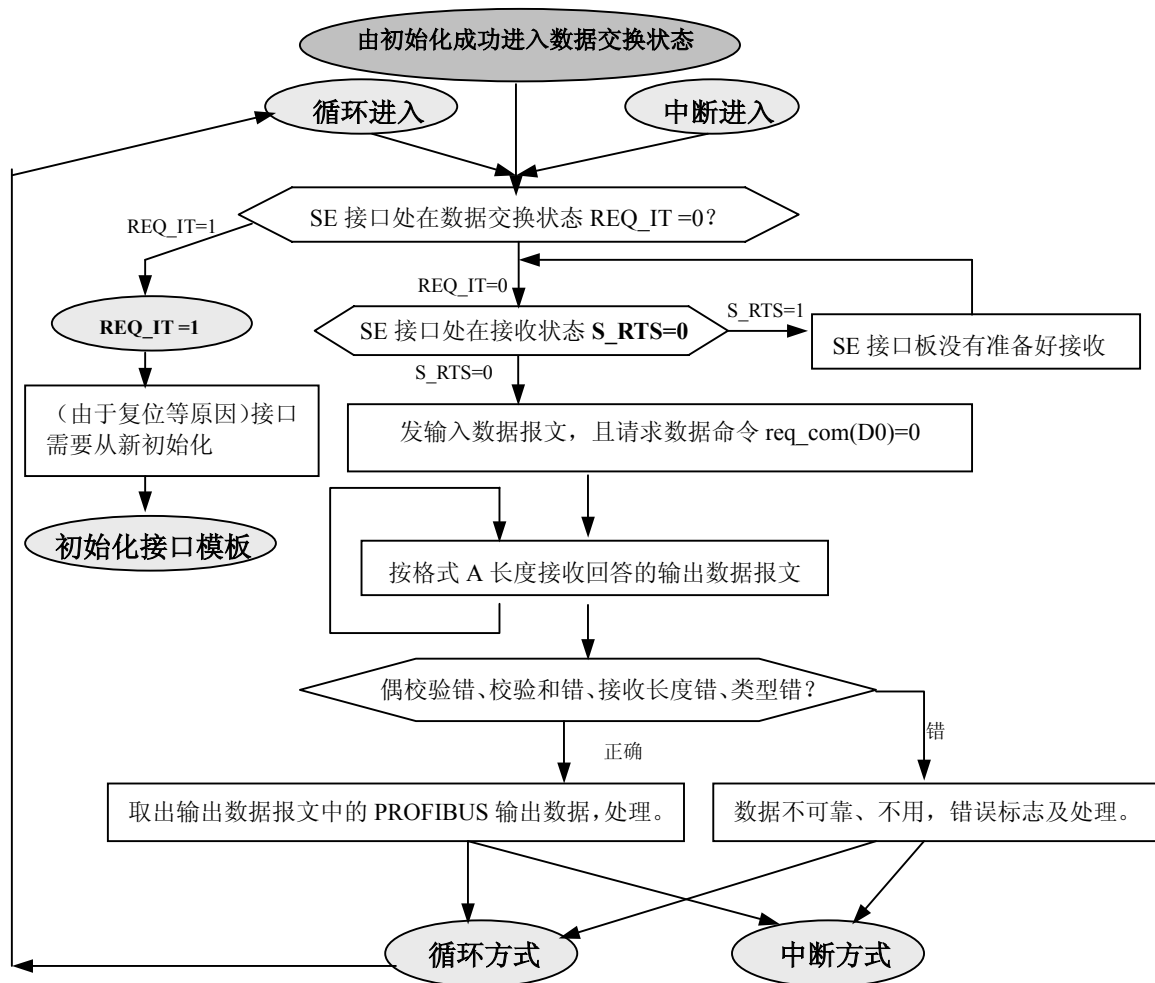 由初始化成功进入数据交换状态
循环进入
中断进入
SE 接口处在数据交换状态 REQ_IT =0?
REQ_IT=1
REQ_IT=0
REQ_IT =1
SE 接口处在接收状态 S_RTS=0
S_RTS=1
SE 接口板没有准备好接收
S_RTS=0
（由于复位等原因）接口
需要从新初始化
发输入数据报文，且请求数据命令 req_com(D0)=0
初始化接口模板
按格式 A 长度接收回答的输出数据报文
偶校验错、校验和错、接收长度错、类型错？
正确
错
取出输出数据报文中的 PROFIBUS 输出数据，处理。
数据不可靠、不用，错误标志及处理。
循环方式
中断方式